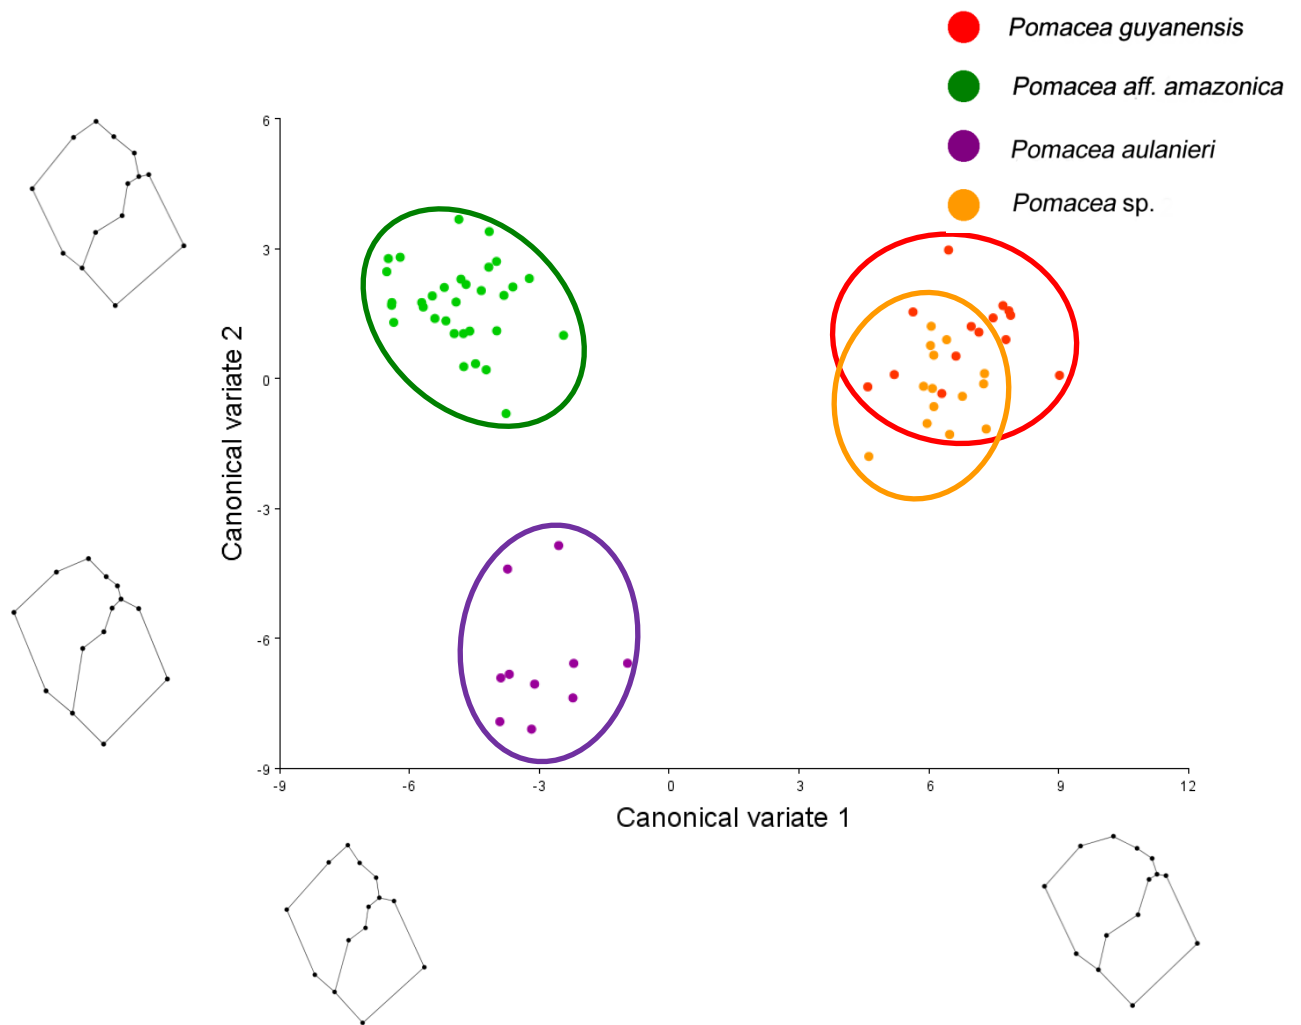 Pomacea guyanensis
Pomacea aff. amazonica
Pomacea aulanieri
Pomacea sp.
6
3
0
-3
-6
-9
Canonical variate 2
-9
-6
-3
0
3
6
9
12
Canonical variate 1